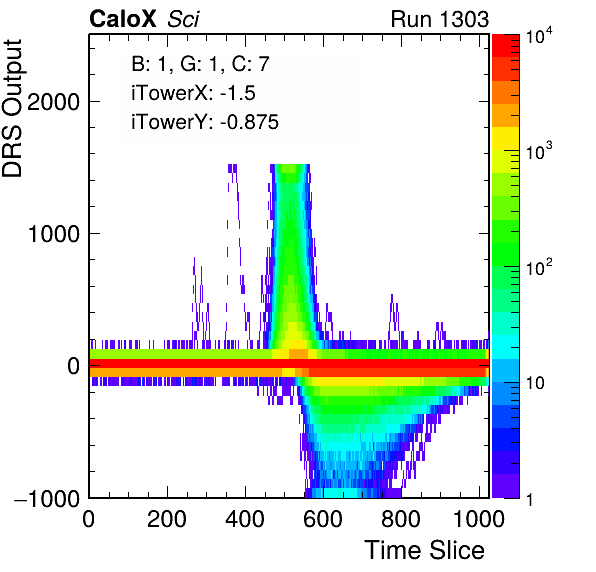 CaloX Sci Run 1303
B: 1, G: 1, C: 7
iTowerX: -1.5
iTowerY: -0.875
DRS Output
2000
1000
0
−1000
0 200 400 600 800 1000
Time Slice
10^4
10^3
10^2
10
1